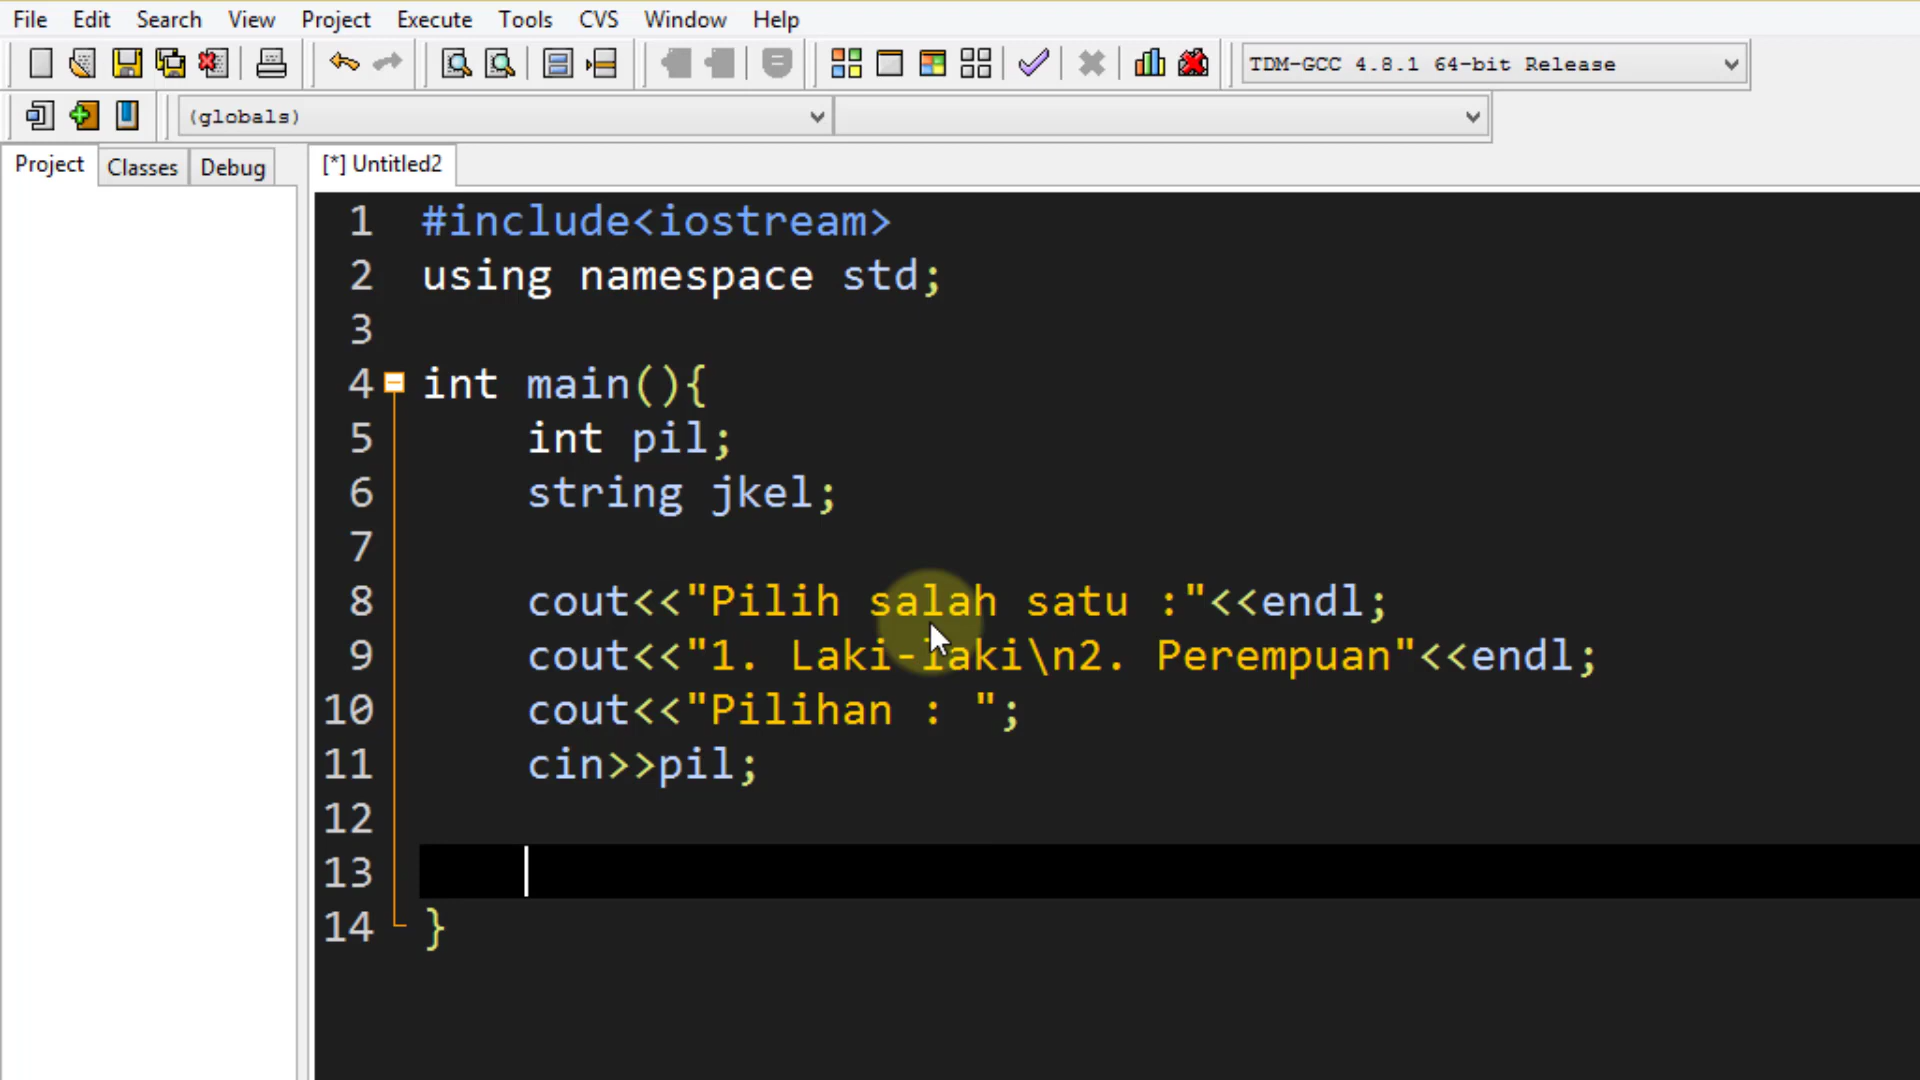 File Edit Search View Project Execute Tools CVS Window Help
TDM-GCC 4.8.1 64-bit Release
(globals)
Project Classes Debug
[*] Untitled2
1 #include<iostream>
2 using namespace std;
3
4 int main(){
5 int pil;
6 string jkel;
7
8 cout<<"Pilih salah satu :"<<endl;
9 cout<<"1. Laki-laki\n2. Perempuan"<<endl;
10 cout<<"Pilihan : ";
11 cin>>pil;
12
13
14 }